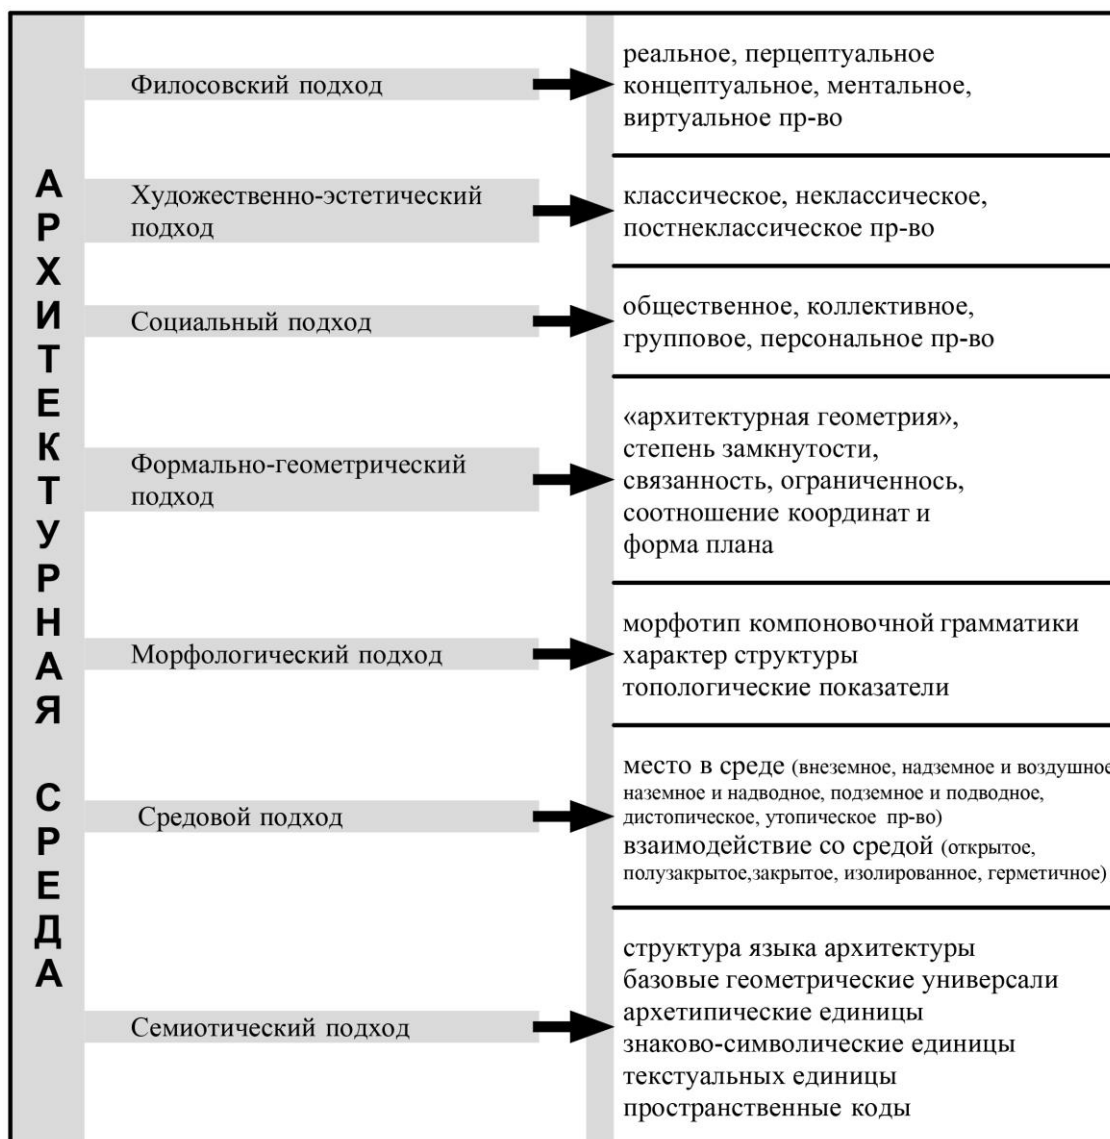 АРХИТЕКТУРНАЯ СРЕДА
Филосовский подход
реальное, перцептуальное
концептуальное, ментальное,
виртуальное пр-во
Художественно-эстетический
подход
классическое, неклассическое,
постнеклассическое пр-во
Социальный подход
общественное, коллективное,
групповое, персональное пр-во
Формально-геометрический
подход
«архитектурная геометрия»,
степень замкнутости,
связанность, ограниченнось,
соотношение координат и
форма плана
Морфологический подход
морфотип компоновочной грамматики
характер структуры
топологические показатели
Средовой подход
место в среде (внеземное, надземное и воздушное
наземное и надводное, подземное и подводное,
дистопическое, утопическое пр-во)
взаимодействие со средой (открытое,
полузакрытое,закрытое, изолированное, герметичное)
Семиотический подход
структура языка архитектуры
базовые геометрические универсали
архетипические единицы
знаково-символические единицы
текстуальных единицы
пространственные коды